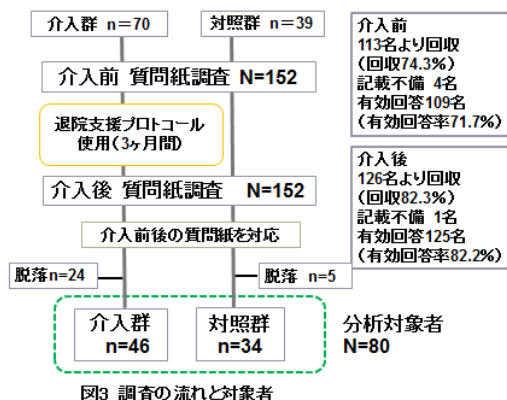 介入群 n=70
対照群 n=39
介入前 質問紙調査 N=152
退院支援プロトコール
使用(3ヶ月間)
介入後 質問紙調査 N=152
介入前後の質問紙を対応
脱落n=24
脱落 n=5
介入群
n=46
対照群
n=34
分析対象者
N=80
介入前
113名より回収
(回収74.3%)
記載不備 4名
有効回答109名
(有効回答率71.7%)
介入後
126名より回収
(回収82.3%)
記載不備 1名
有効回答125名
(有効回答率82.2%)
図3 調査の流れと対象者